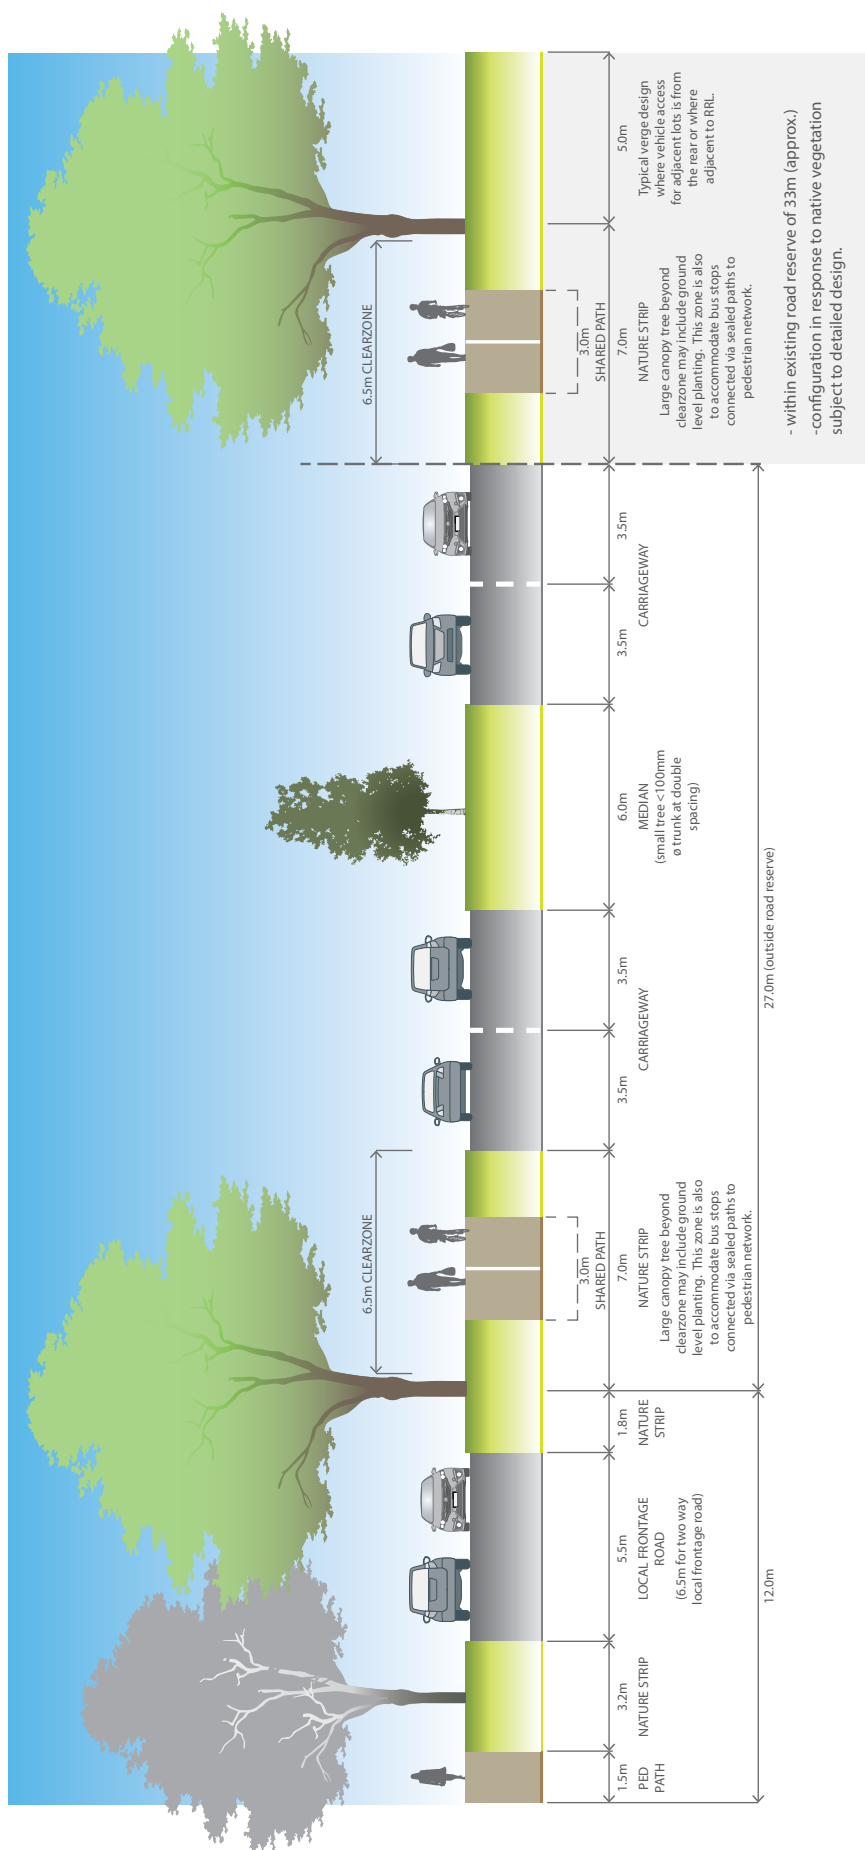 6.5m CLEARZONE
6.5m CLEARZONE
3.0m
SHARED PATH
3.0m
SHARED PATH
1.5m
PED
PATH
3.2m
NATURE STRIP
5.5m
LOCAL FRONTAGE
ROAD
(6.5m for two way
local frontage road)
1.8m
NATURE
STRIP
7.0m
NATURE STRIP
Large canopy tree beyond
clearzone may include ground
level planting. This zone is also
to accommodate bus stops
connected via sealed paths to
pedestrian network.
3.5m
3.5m
CARRIAGEWAY
6.0m
MEDIAN
(small tree <100mm
ø trunk at double
spacing)
3.5m
3.5m
CARRIAGEWAY
7.0m
NATURE STRIP
Large canopy tree beyond
clearzone may include ground
level planting. This zone is also
to accommodate bus stops
connected via sealed paths to
pedestrian network.
5.0m
Typical verge design
where vehicle access
for adjacent lots is from
the rear or where
adjacent to RRL.
12.0m
27.0m (outside road reserve)
- within existing road reserve of 33m (approx.)
-configuration in response to native vegetation
subject to detailed design.